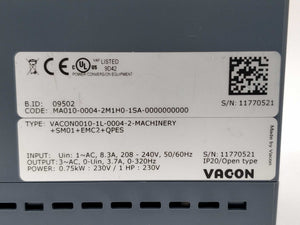 c UL us LISTED
9D42
POWER CONVERSION EQUIPMENT
B.ID: 09502
CODE: MA010-0004-2M1H0-1SA-0000000000
S/N: 11770521
TYPE: VACON0010-1L-0004-2-MACHINERY
+SM01+EMC2+QPES
INPUT: Uin: 1~AC, 8.3A, 208 - 240V, 50/60Hz
OUTPUT: 3~AC, 0-Uin, 3.7A, 0-320Hz
POWER: 0.75kW : 230V / 1 HP : 230V
S/N: 11770521
IP20/Open type
VACON
Made by Vacon